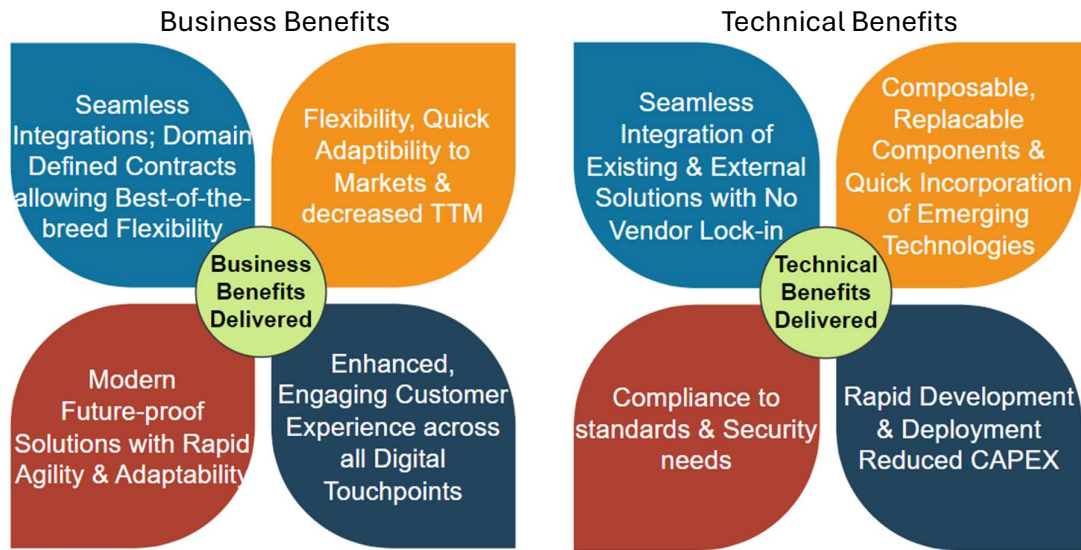 Business Benefits
Seamless
Integrations; Domain
Defined Contracts
allowing Best-of-the-
breed Flexibility
Flexibility, Quick
Adaptibility to
Markets &
decreased TTM
Business
Benefits
Delivered
Modern
Future-proof
Solutions with Rapid
Agility & Adaptability
Enhanced,
Engaging Customer
Experience across
all Digital
Touchpoints
Technical Benefits
Seamless
Integration of
Existing & External
Solutions with No
Vendor Lock-in
Composable,
Replacable
Components &
Quick Incorporation
of Emerging
Technologies
Technical
Benefits
Delivered
Compliance to
standards & Security
needs
Rapid Development
& Deployment
Reduced CAPEX